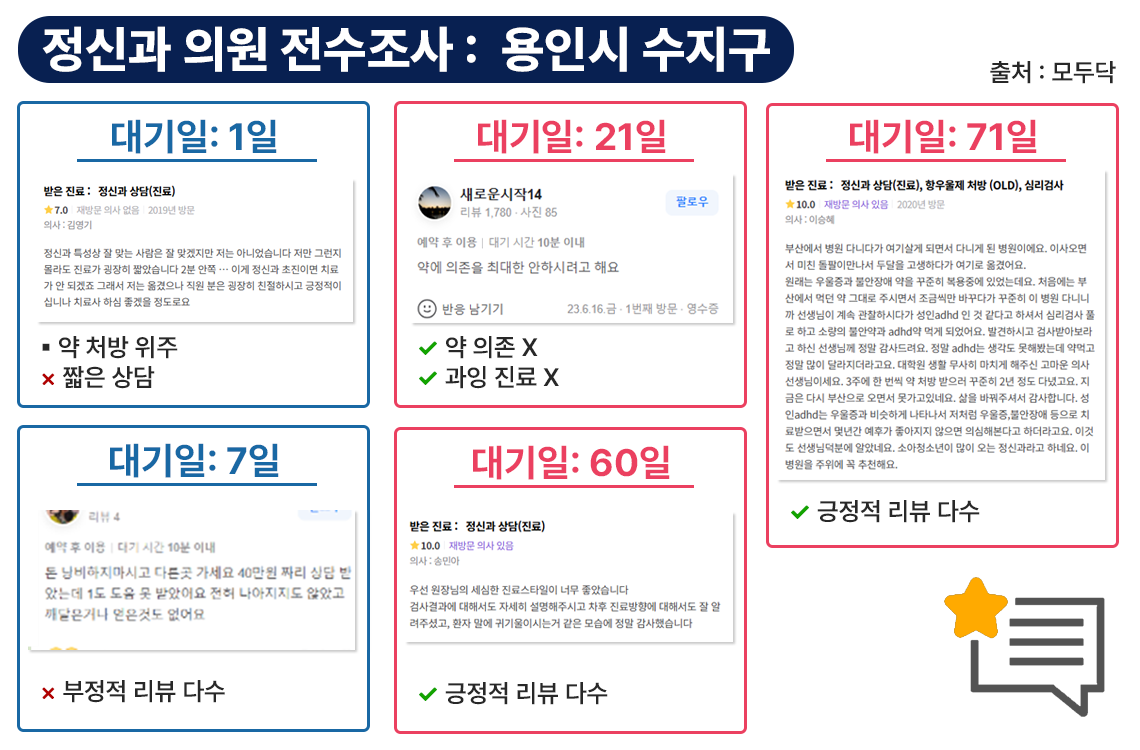 정신과 의원 전수조사 : 용인시 수지구
출처 : 모두닥
대기일: 1일
받은 진료 : 정신과 상담(진료)
7.0 재방문 의사 없음 2019년 방문
의사 : 김영기
정신과 특성상 잘 맞는 사람은 잘 맞겠지만 저는 아니었습니다 저만 그런지
몰라도 진료가 굉장히 짧았습니다 2분 안쪽 … 이게 정신과 초진이면 치료
가 안 되겠죠 그래서 저는 옮겼으나 직원 분은 굉장히 친절하시고 긍정적이
십니나 치료사 하심 좋겠을 정도로요
▪ 약 처방 위주
× 짧은 상담
대기일: 21일
새로운시작14
리뷰 1,780 · 사진 85
팔로우
예약 후 이용 | 대기 시간 10분 이내
약에 의존을 최대한 안하시려고 해요
반응 남기기
23.6.16.금 · 1번째 방문 · 영수증
✓ 약 의존 X
✓ 과잉 진료 X
대기일: 71일
받은 진료 : 정신과 상담(진료), 항우울제 처방 (OLD), 심리검사
10.0 재방문 의사 있음 2020년 방문
의사 : 이승혜
부산에서 병원 다니다가 여기살게 되면서 다니게 된 병원이에요. 이사오면
서 미친 돌팔이만나서 두달을 고생하다가 여기로 옮겼어요.
원래는 우울증과 불안장애 약을 꾸준히 복용중에 있었는데요. 처음에는 부
산에서 먹던 약 그대로 주시면서 조금씩만 바꾸다가 꾸준히 이 병원 다니니
까 선생님이 계속 관찰하시다가 성인adhd 인 것 같다고 하셔서 심리검사 풀
로 하고 소량의 불안약과 adhd약 먹게 되었어요. 발견하시고 검사받아보라
고 하신 선생님께 정말 감사드려요. 정말 adhd는 생각도 못해봤는데 약먹고
정말 많이 달라지더라고요. 대학원 생활 무사히 마치게 해주신 고마운 의사
선생님이세요. 3주에 한 번씩 약 처방 받으러 꾸준히 2년 정도 다녔고요. 지
금은 다시 부산으로 오면서 못가고있네요. 삶을 바꿔주셔서 감사합니다. 성
인adhd는 우울증과 비슷하게 나타나서 저처럼 우울증,불안장애 등으로 치
료받으면서 몇년간 예후가 좋아지지 않으면 의심해본다고 하더라고요. 이것
도 선생님덕분에 알았네요. 소아청소년이 많이 오는 정신과라고 하네요. 이
병원을 주위에 꼭 추천해요.
✓ 긍정적 리뷰 다수
대기일: 7일
리뷰 4
예약 후 이용 | 대기 시간 10분 이내
돈 낭비하지마시고 다른곳 가세요 40만원 짜리 상담 받
았는데 1도 도움 못 받았어요 전혀 나아지지도 않았고
깨달은거나 얻은것도 없어요
× 부정적 리뷰 다수
대기일: 60일
받은 진료 : 정신과 상담(진료)
10.0 재방문 의사 있음
의사 : 송민아
우선 원장님의 세심한 진료스타일이 너무 좋았습니다
검사결과에 대해서도 자세히 설명해주시고 차후 진료방향에 대해서도 잘 알
려주셨고, 환자 말에 귀기울이시는거 같은 모습에 정말 감사했습니다
✓ 긍정적 리뷰 다수